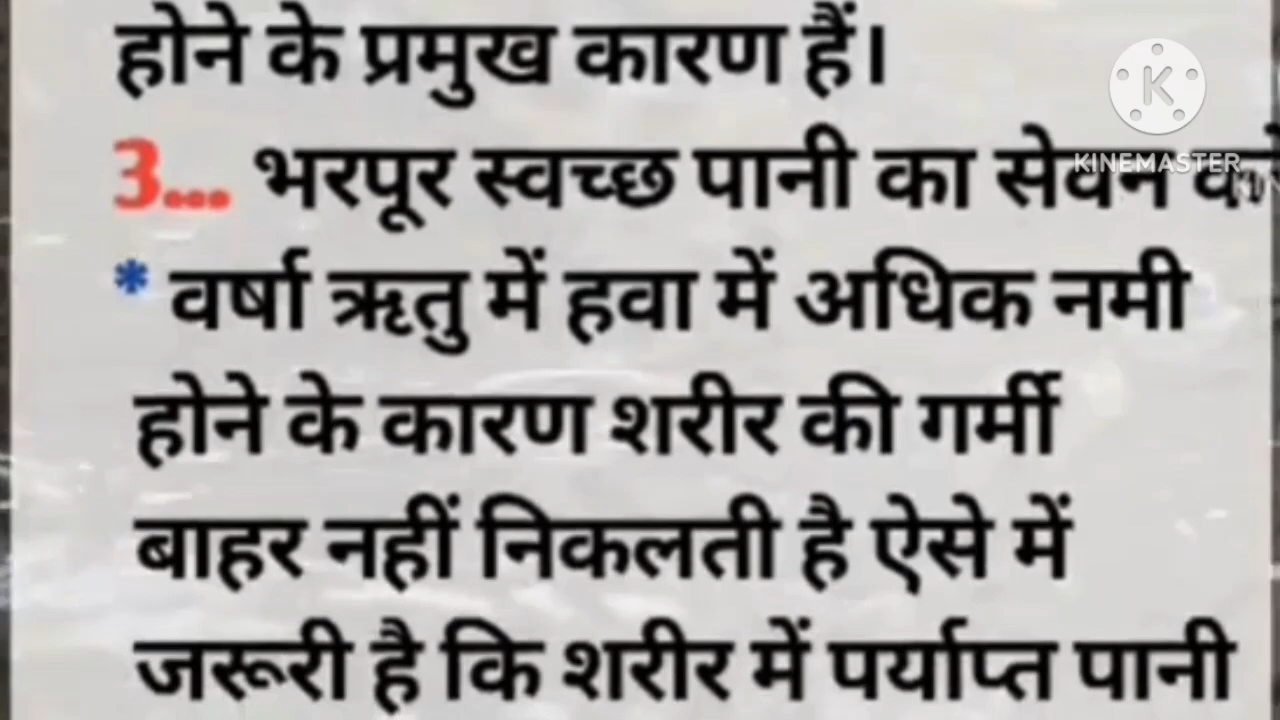 होने के प्रमुख कारण हैं।
3... भरपूर स्वच्छ पानी का सेवन
* वर्षा ऋतु में हवा में अधिक नमी
होने के कारण शरीर की गर्मी
बाहर नहीं निकलती है ऐसे में
जरूरी है कि शरीर में पर्याप्त पानी
K
KINEMASTER